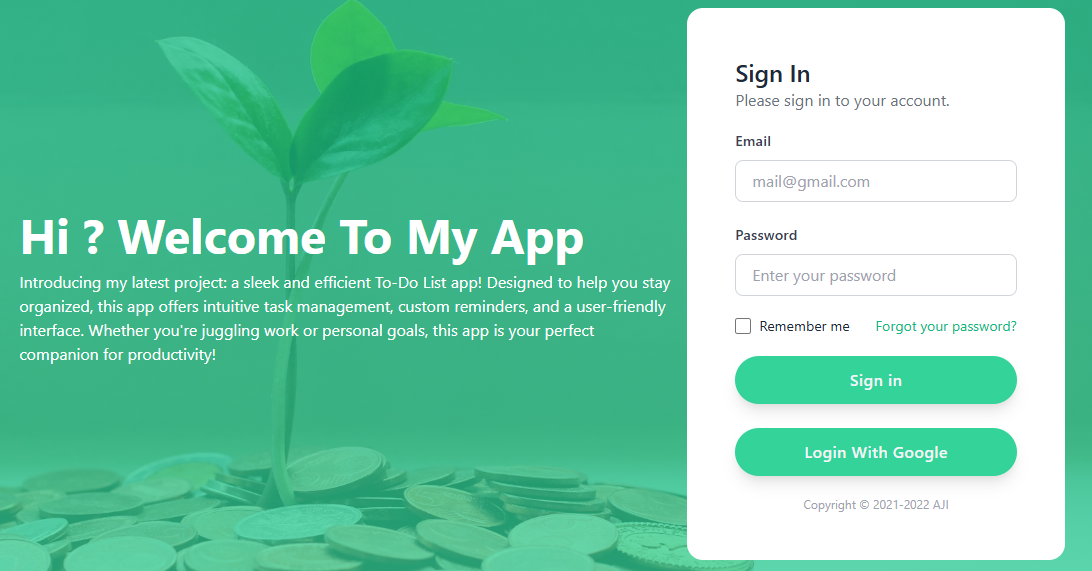 Hi ? Welcome To My App
Introducing my latest project: a sleek and efficient To-Do List app! Designed to help you stay
organized, this app offers intuitive task management, custom reminders, and a user-friendly
interface. Whether you're juggling work or personal goals, this app is your perfect
companion for productivity!
Sign In
Please sign in to your account.
Email
mail@gmail.com
Password
Enter your password
Remember me Forgot your password?
Sign in
Login With Google
Copyright © 2021-2022 AJI